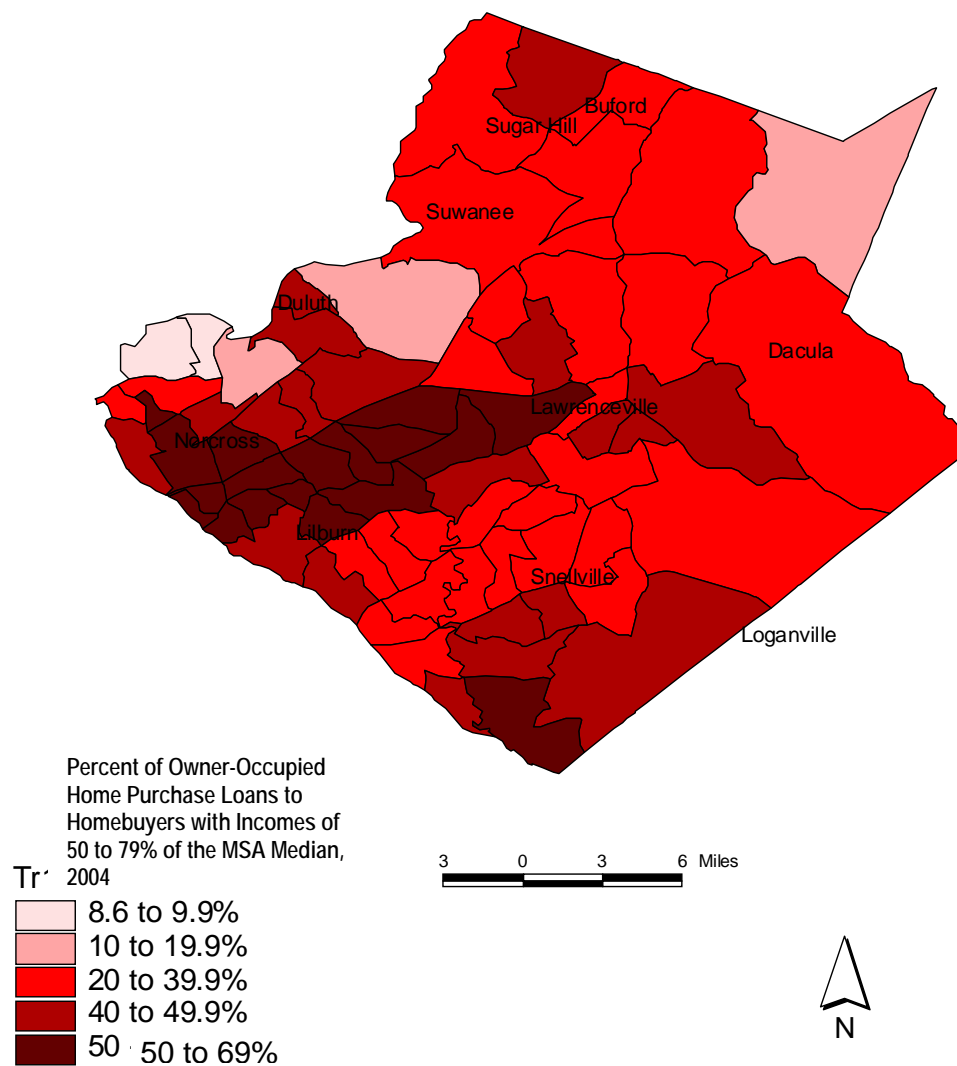 Buford
Sugar Hill
Suwanee
Duluth
Dacula
Lawrenceville
Norcross
Lilburn
Snellville
Loganville
Percent of Owner-Occupied
Home Purchase Loans to
Homebuyers with Incomes of
50 to 79% of the MSA Median,
2004
3 0 3 6 Miles
8.6 to 9.9%
10 to 19.9%
20 to 39.9%
40 to 49.9%
50 50 to 69%
N